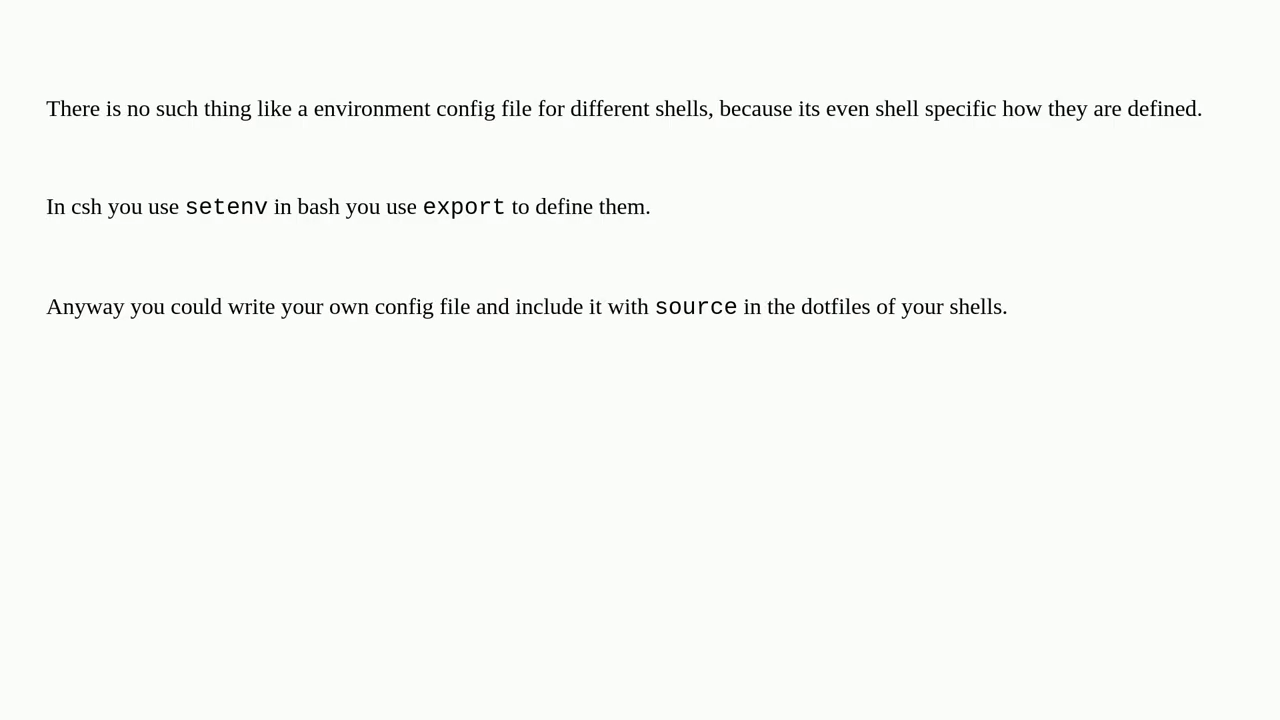 There is no such thing like a environment config file for different shells, because its even shell specific how they are defined.
In csh you use setenv in bash you use export to define them.
Anyway you could write your own config file and include it with source in the dotfiles of your shells.